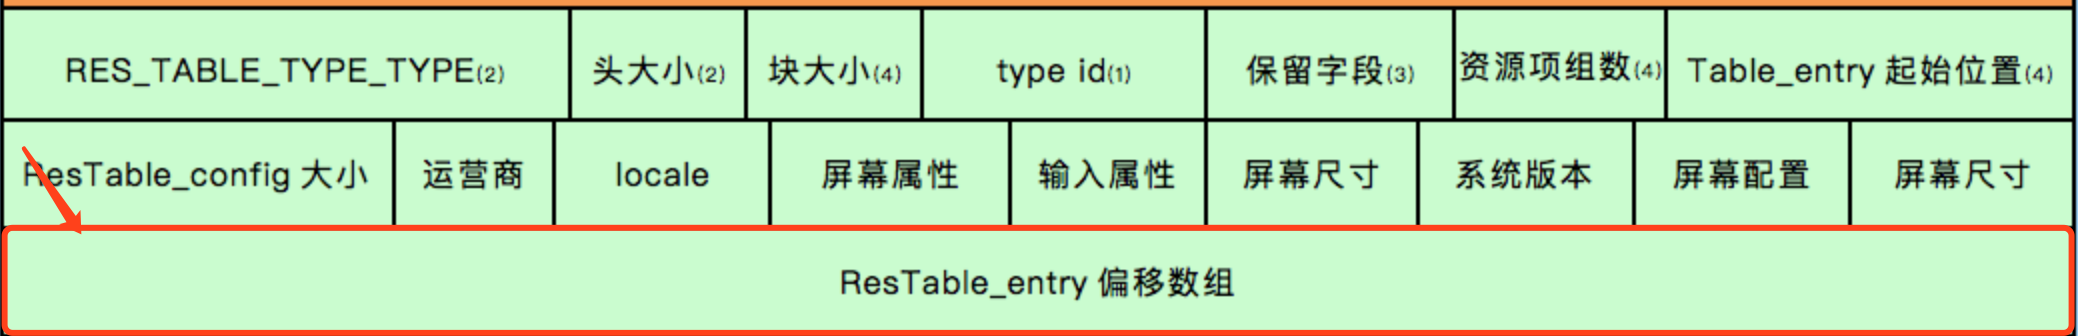 RES_TABLE_TYPE_TYPE(2) 头大小(2) 块大小(4) type id(1) 保留字段(3) 资源项组数(4) Table_entry 起始位置(4)
ResTable_config 大小 运营商 locale 屏幕属性 输入属性 屏幕尺寸 系统版本 屏幕配置 屏幕尺寸
ResTable_entry 偏移数组